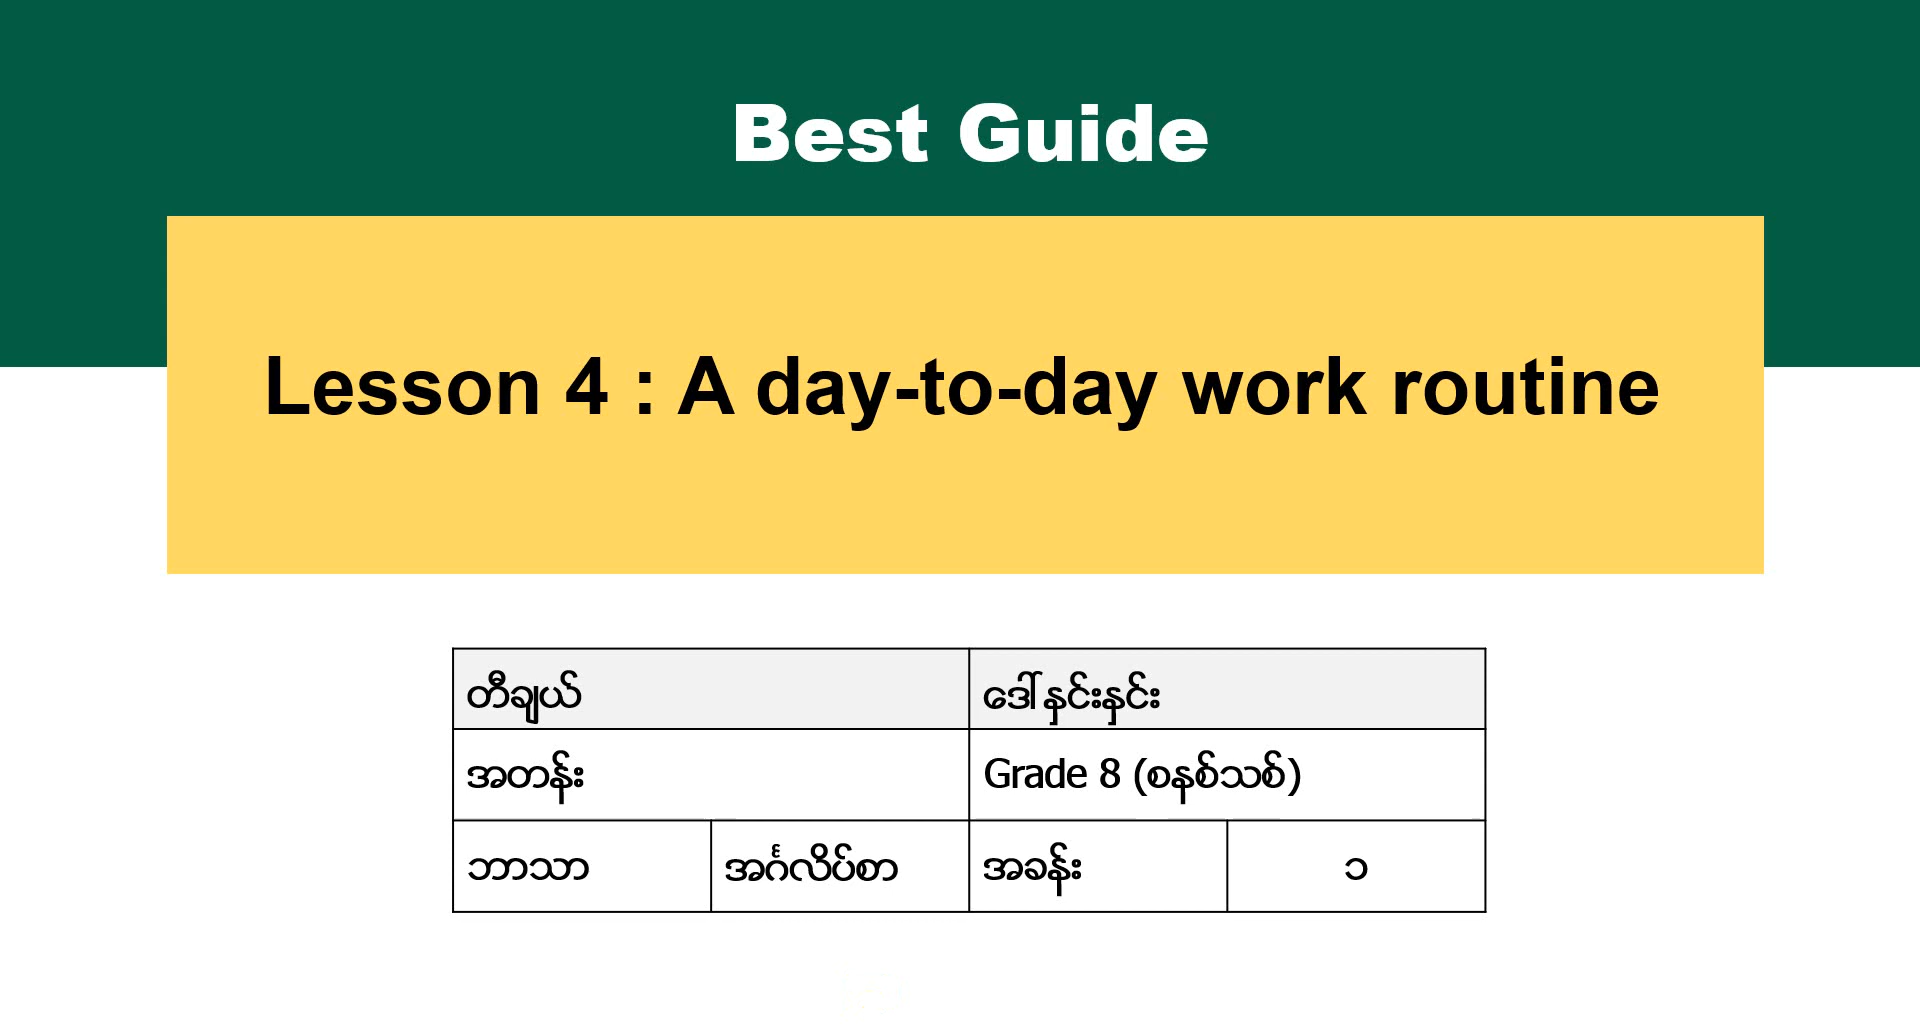 Best Guide
Lesson 4 : A day-to-day work routine
တီချယ် ဒေါ်နှင်းနှင်း
အတန်း Grade 8 (စနစ်သစ်)
ဘာသာ အင်္ဂလိပ်စာ အခန်း ၁